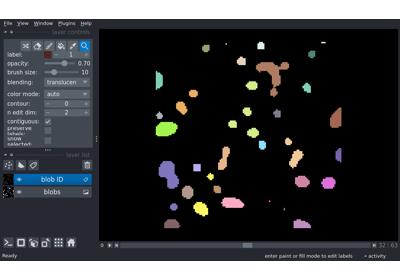 File View Window Plugins Help
layer controls
label: 1
opacity: 0.70
brush size: 10
blending: translucen
color mode: auto
contour: 0
n edit dim: 2
contiguous:
preserve labels:
show selected:
layer list
blob ID
blobs
32 63
Ready enter paint or fill mode to edit labels activity